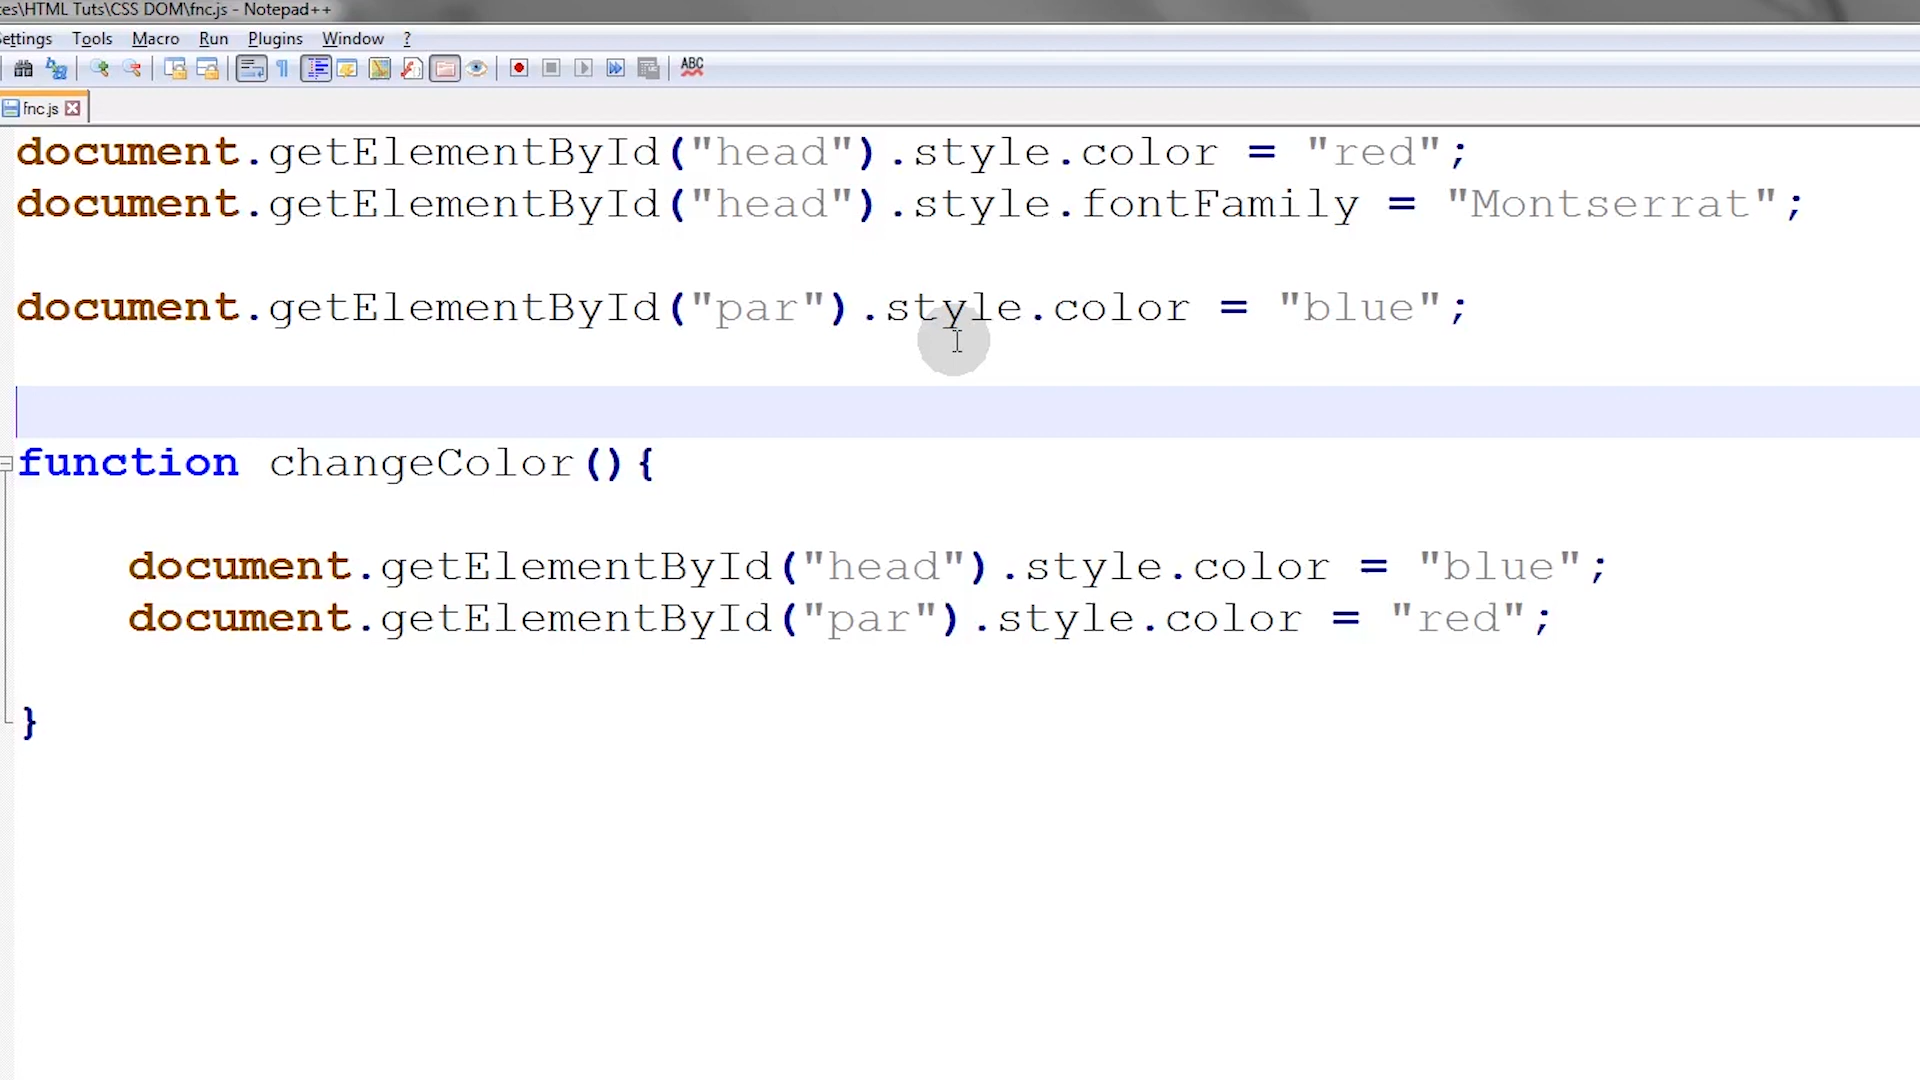 es\HTML Tuts\CSS DOM\fnc.js - Notepad++
Settings Tools Macro Run Plugins Window ?
ABC
fnc.js
document.getElementById("head").style.color = "red";
document.getElementById("head").style.fontFamily = "Montserrat";
document.getElementById("par").style.color = "blue";
function changeColor(){
document.getElementById("head").style.color = "blue";
document.getElementById("par").style.color = "red";
}